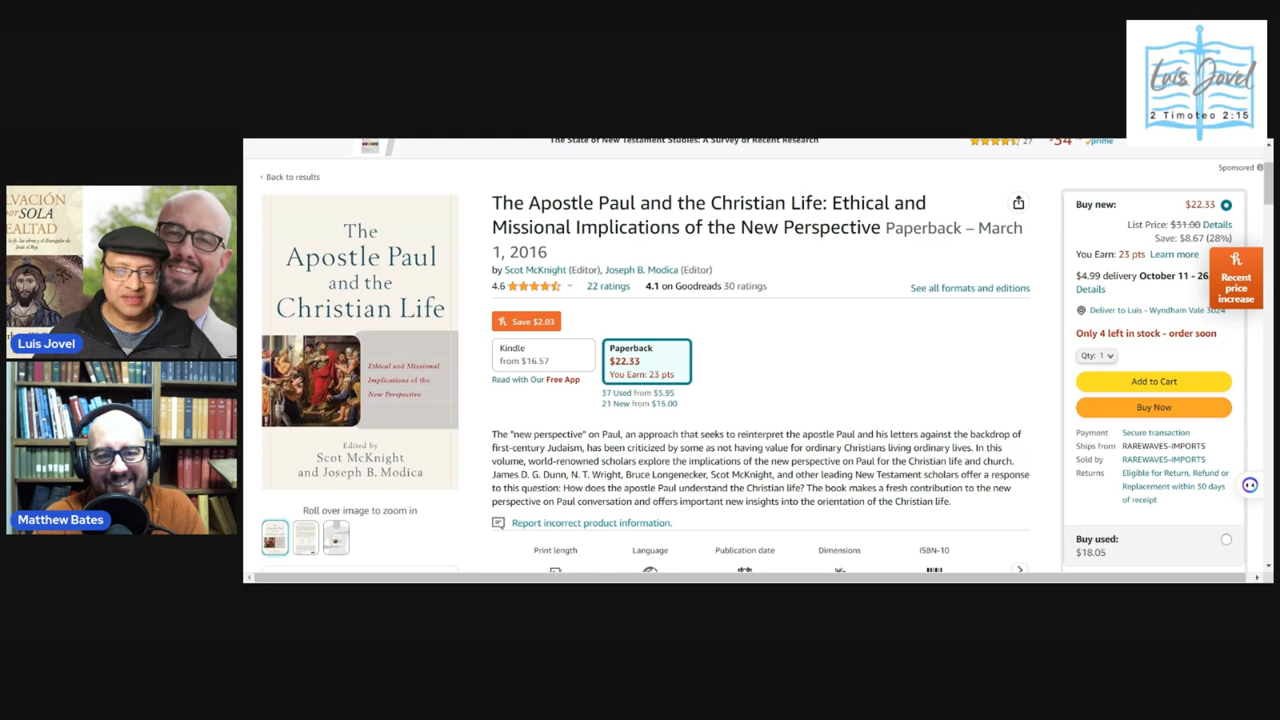 Luis Jovel
2 Timoteo 2:15
The State of New Testament Studies: A Survey of Recent Research
27
prime
Sponsored
‹ Back to results
The
Apostle Paul
and the
Christian Life
Ethical and Missional
Implications of the
New Perspective
Edited by
Scot McKnight
and Joseph B. Modica
Roll over image to zoom in
The Apostle Paul and the Christian Life: Ethical and
Missional Implications of the New Perspective Paperback – March
1, 2016
by Scot McKnight (Editor), Joseph B. Modica (Editor)
4.6
22 ratings
4.1 on Goodreads 30 ratings
See all formats and editions
Save $2.03
Kindle
from $16.57
Read with Our Free App
Paperback
$22.33
You Earn: 23 pts
37 Used from $5.95
21 New from $15.00
The "new perspective" on Paul, an approach that seeks to reinterpret the apostle Paul and his letters against the backdrop of
first-century Judaism, has been criticized by some as not having value for ordinary Christians living ordinary lives. In this
volume, world-renowned scholars explore the implications of the new perspective on Paul for the Christian life and church.
James D. G. Dunn, N. T. Wright, Bruce Longenecker, Scot McKnight, and other leading New Testament scholars offer a response
to this question: How does the apostle Paul understand the Christian life? The book makes a fresh contribution to the new
perspective on Paul conversation and offers important new insights into the orientation of the Christian life.
Report incorrect product information.
Print length
Language
Publication date
Dimensions
ISBN-10
Buy new:
$22.33
List Price: $31.00 Details
Save: $8.67 (28%)
You Earn: 23 pts Learn more
$4.99 delivery October 11 - 26
Details
Deliver to Luis - Wyndham Vale 3024
Only 4 left in stock - order soon
Qty: 1
Add to Cart
Buy Now
Payment
Secure transaction
Ships from
RAREWAVES-IMPORTS
Sold by
RAREWAVES-IMPORTS
Returns
Eligible for Return, Refund or
Replacement within 30 days
of receipt
Buy used:
$18.05
Recent
price
increase
LVACIÓN
SOLA
EALTAD
Luis Jovel
Matthew Bates